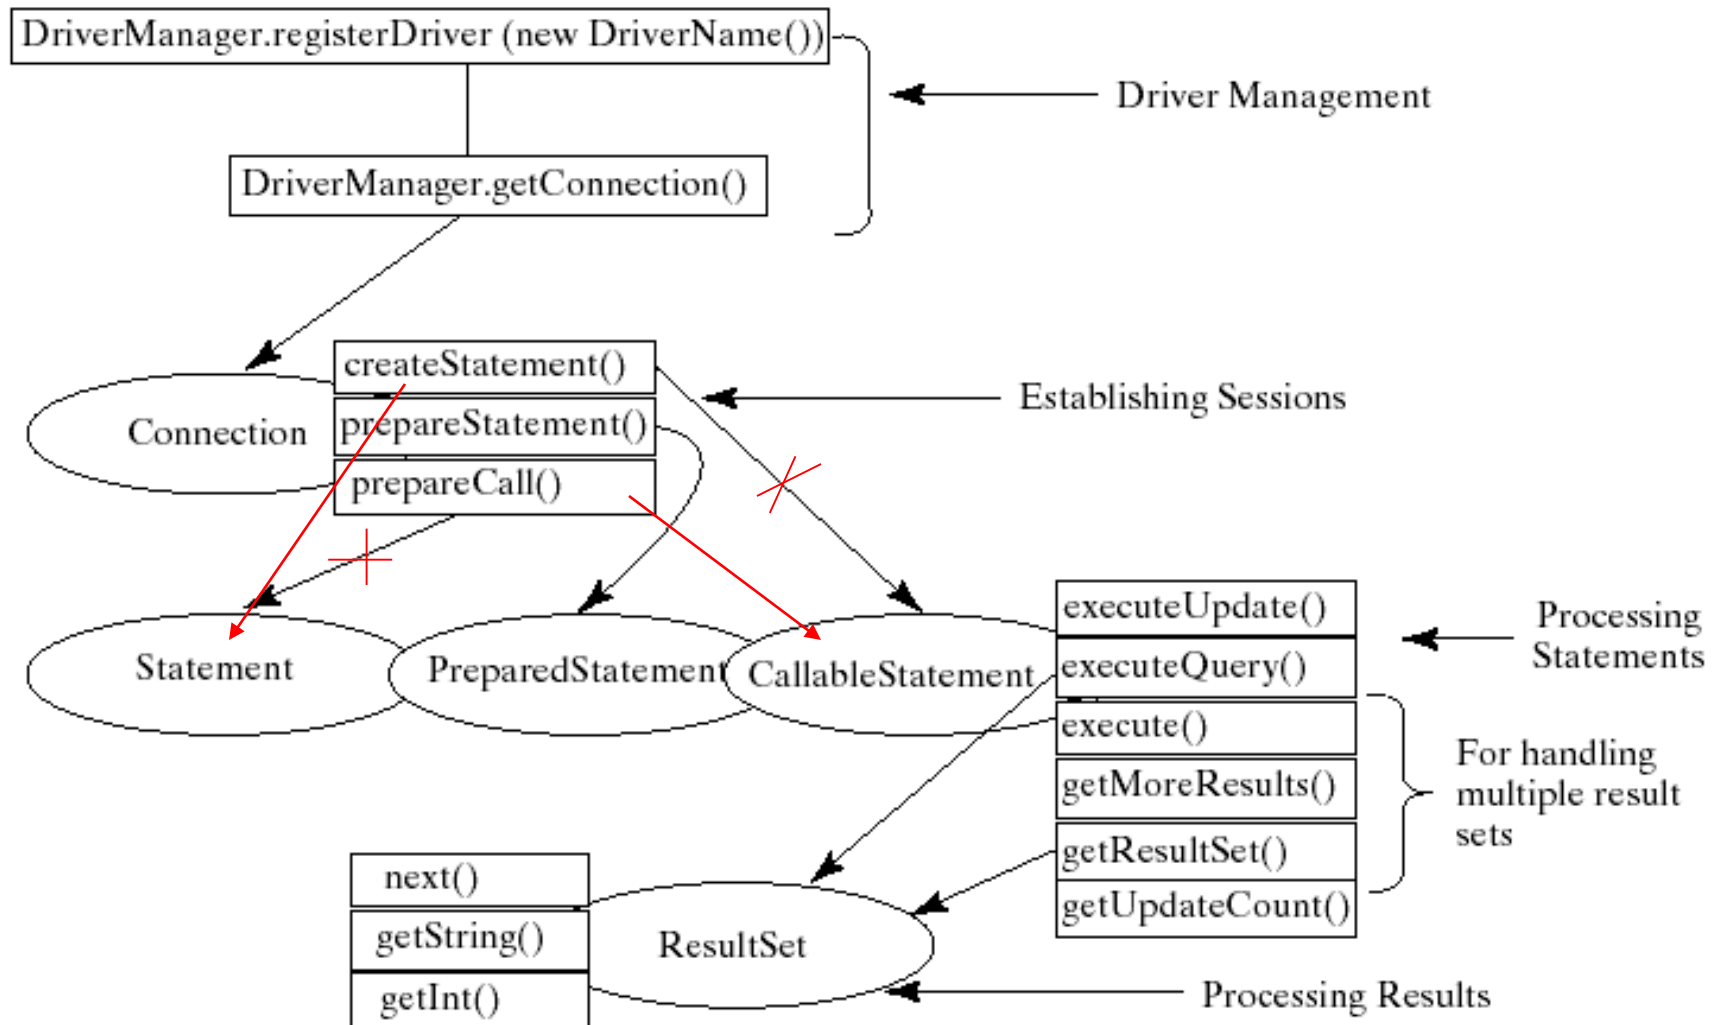 DriverManager.registerDriver (new DriverName())
Driver Management
DriverManager.getConnection()
createStatement()
Establishing Sessions
Connection
prepareStatement()
prepareCall()
executeUpdate()
Processing
Statements
Statement
PreparedStatement
CallableStatement
executeQuery()
execute()
For handling
multiple result
sets
getMoreResults()
getResultSet()
getUpdateCount()
next()
getString()
ResultSet
getInt()
Processing Results